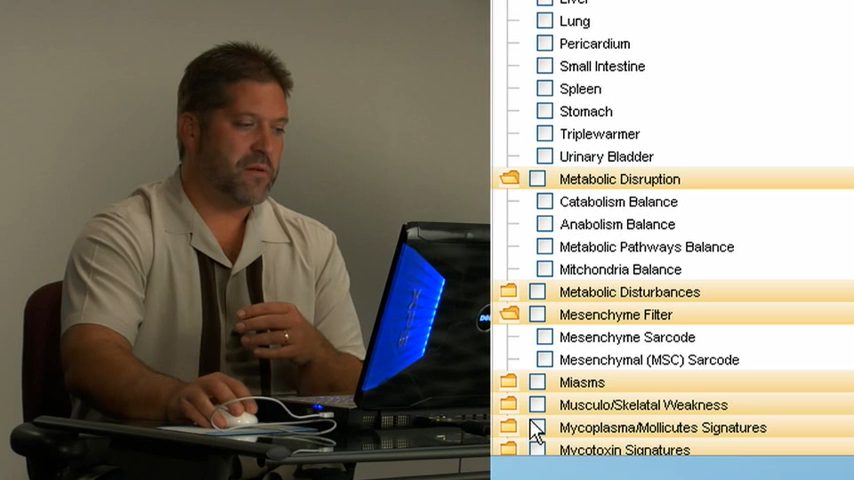 Liver
Lung
Pericardium
Small Intestine
Spleen
Stomach
Triplewarmer
Urinary Bladder
Metabolic Disruption
Catabolism Balance
Anabolism Balance
Metabolic Pathways Balance
Mitchondria Balance
Metabolic Disturbances
Mesenchyme Filter
Mesenchyme Sarcode
Mesenchymal (MSC) Sarcode
Miasms
Musculo/Skelatal Weakness
Mycoplasma/Mollicutes Signatures
Mycotoxin Signatures
XPS